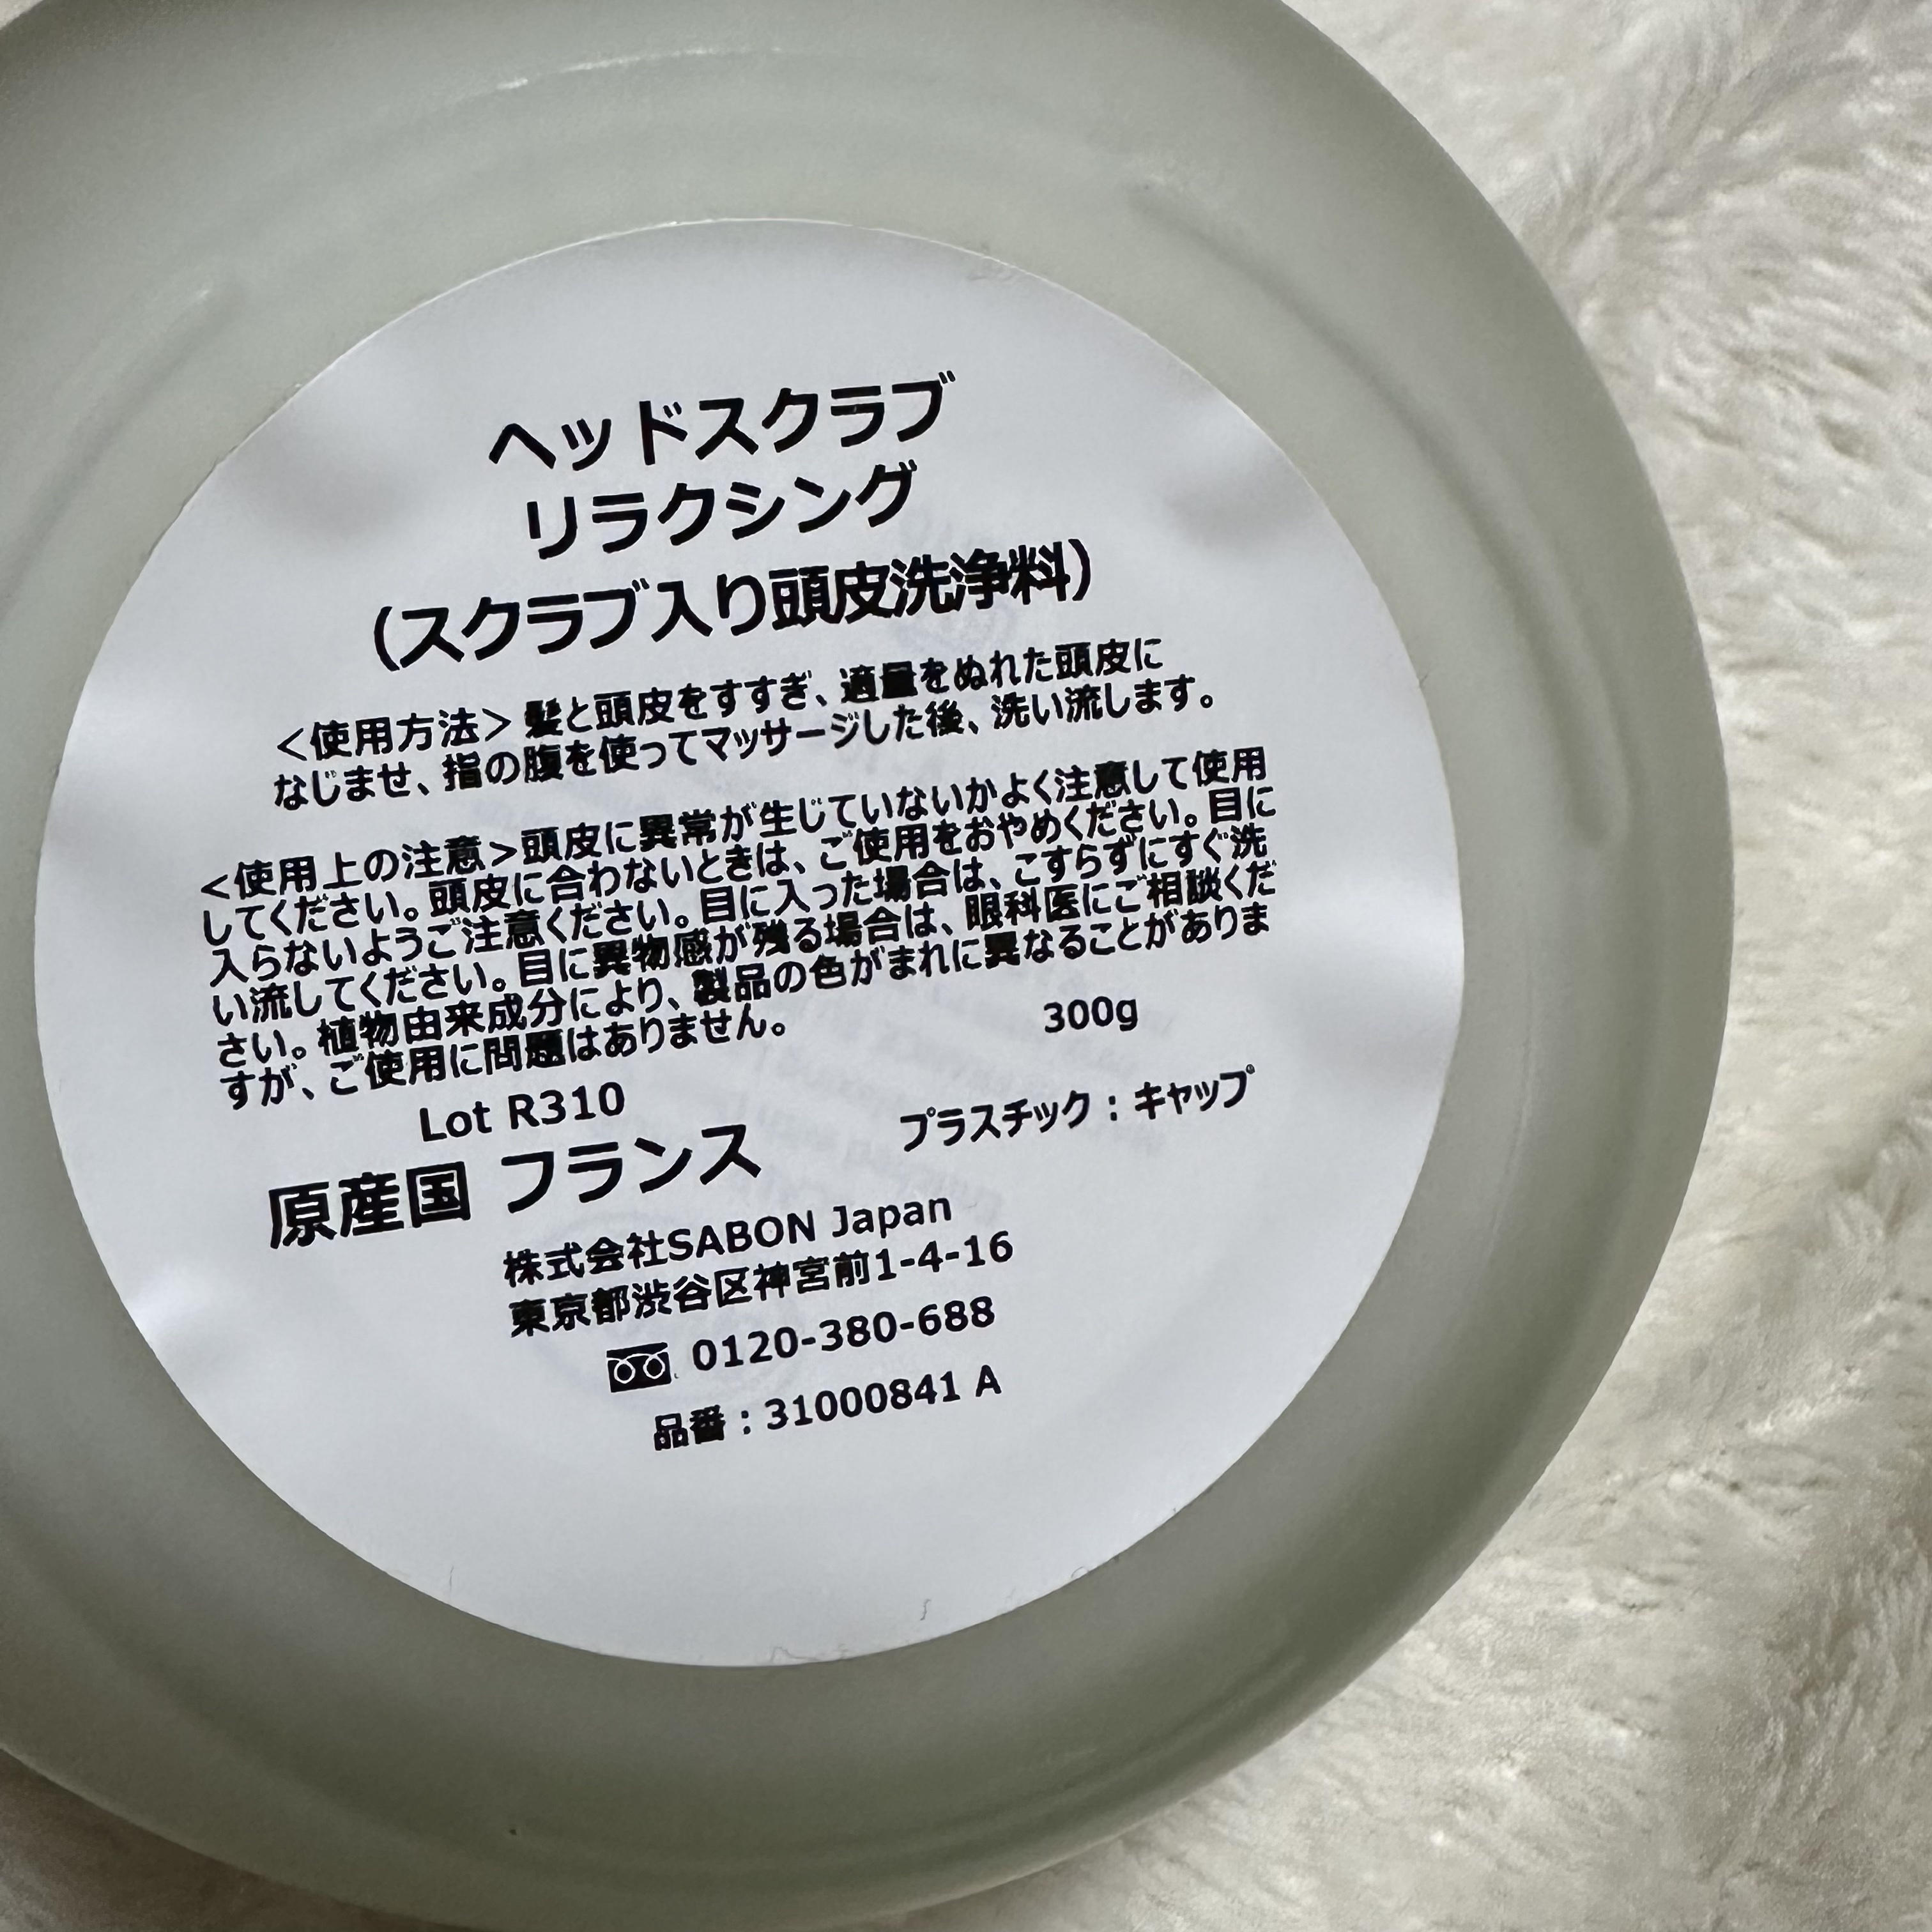 ヘッドスクラブ
リラクシング
(スクラブ入り頭皮洗浄料)
<使用方法>髪と頭皮をすすぎ、適量をぬれた頭皮に
なじませ、指の腹を使ってマッサージした後、洗い流します。
<使用上の注意>頭皮に異常が生じていないかよく注意して使用
してください。頭皮に合わないときは、ご使用をおやめください。目に
入らないようご注意ください。目に入った場合は、こすらずにすぐ洗
い流してください。目に異物感が残る場合は、眼科医にご相談くだ
さい。植物由来成分により、製品の色がまれに異なることがありま
すが、ご使用に問題はありません。
300g
Lot R310
プラスチック：キャップ
原産国 フランス
株式会社SABON Japan
東京都渋谷区神宮前1-4-16
0120-380-688
品番：31000841 A